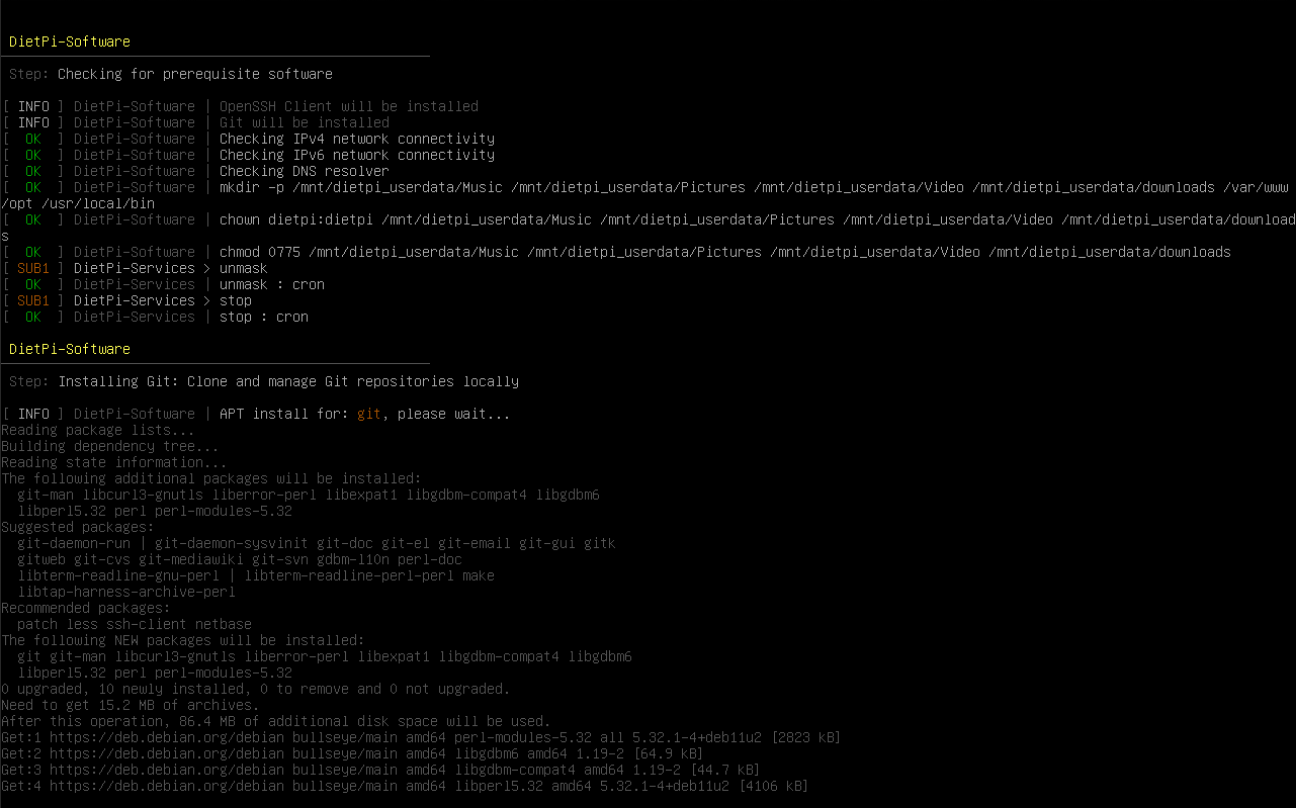 DietPi-Software
Step: Checking for prerequisite software
[ INFO ] DietPi-Software | OpenSSH Client will be installed
[ INFO ] DietPi-Software | Git will be installed
[  OK  ] DietPi-Software | Checking IPv4 network connectivity
[  OK  ] DietPi-Software | Checking IPv6 network connectivity
[  OK  ] DietPi-Software | Checking DNS resolver
[  OK  ] DietPi-Software | mkdir -p /mnt/dietpi_userdata/Music /mnt/dietpi_userdata/Pictures /mnt/dietpi_userdata/Video /mnt/dietpi_userdata/downloads /var/www
/opt /usr/local/bin
[  OK  ] DietPi-Software | chown dietpi:dietpi /mnt/dietpi_userdata/Music /mnt/dietpi_userdata/Pictures /mnt/dietpi_userdata/Video /mnt/dietpi_userdata/download
s
[  OK  ] DietPi-Software | chmod 0775 /mnt/dietpi_userdata/Music /mnt/dietpi_userdata/Pictures /mnt/dietpi_userdata/Video /mnt/dietpi_userdata/downloads
[ SUB1 ] DietPi-Services > unmask
[  OK  ] DietPi-Services | unmask : cron
[ SUB1 ] DietPi-Services > stop
[  OK  ] DietPi-Services | stop : cron
DietPi-Software
Step: Installing Git: Clone and manage Git repositories locally
[ INFO ] DietPi-Software | APT install for: git, please wait...
Reading package lists...
Building dependency tree...
Reading state information...
The following additional packages will be installed:
git-man libcurl3-gnutls liberror-perl libexpat1 libgdbm-compat4 libgdbm6
libperl5.32 perl perl-modules-5.32
Suggested packages:
git-daemon-run | git-daemon-sysvinit git-doc git-el git-email git-gui gitk
gitweb git-cvs git-mediawiki git-svn gdbm-l10n perl-doc
libterm-readline-gnu-perl | libterm-readline-perl-perl make
libtap-harness-archive-perl
Recommended packages:
patch less ssh-client netbase
The following NEW packages will be installed:
git git-man libcurl3-gnutls liberror-perl libexpat1 libgdbm-compat4 libgdbm6
libperl5.32 perl perl-modules-5.32
0 upgraded, 10 newly installed, 0 to remove and 0 not upgraded.
Need to get 15.2 MB of archives.
After this operation, 86.4 MB of additional disk space will be used.
Get:1 https://deb.debian.org/debian bullseye/main amd64 perl-modules-5.32 all 5.32.1-4+deb11u2 [2823 kB]
Get:2 https://deb.debian.org/debian bullseye/main amd64 libgdbm6 amd64 1.19-2 [64.9 kB]
Get:3 https://deb.debian.org/debian bullseye/main amd64 libgdbm-compat4 amd64 1.19-2 [44.7 kB]
Get:4 https://deb.debian.org/debian bullseye/main amd64 libperl5.32 amd64 5.32.1-4+deb11u2 [4106 kB]